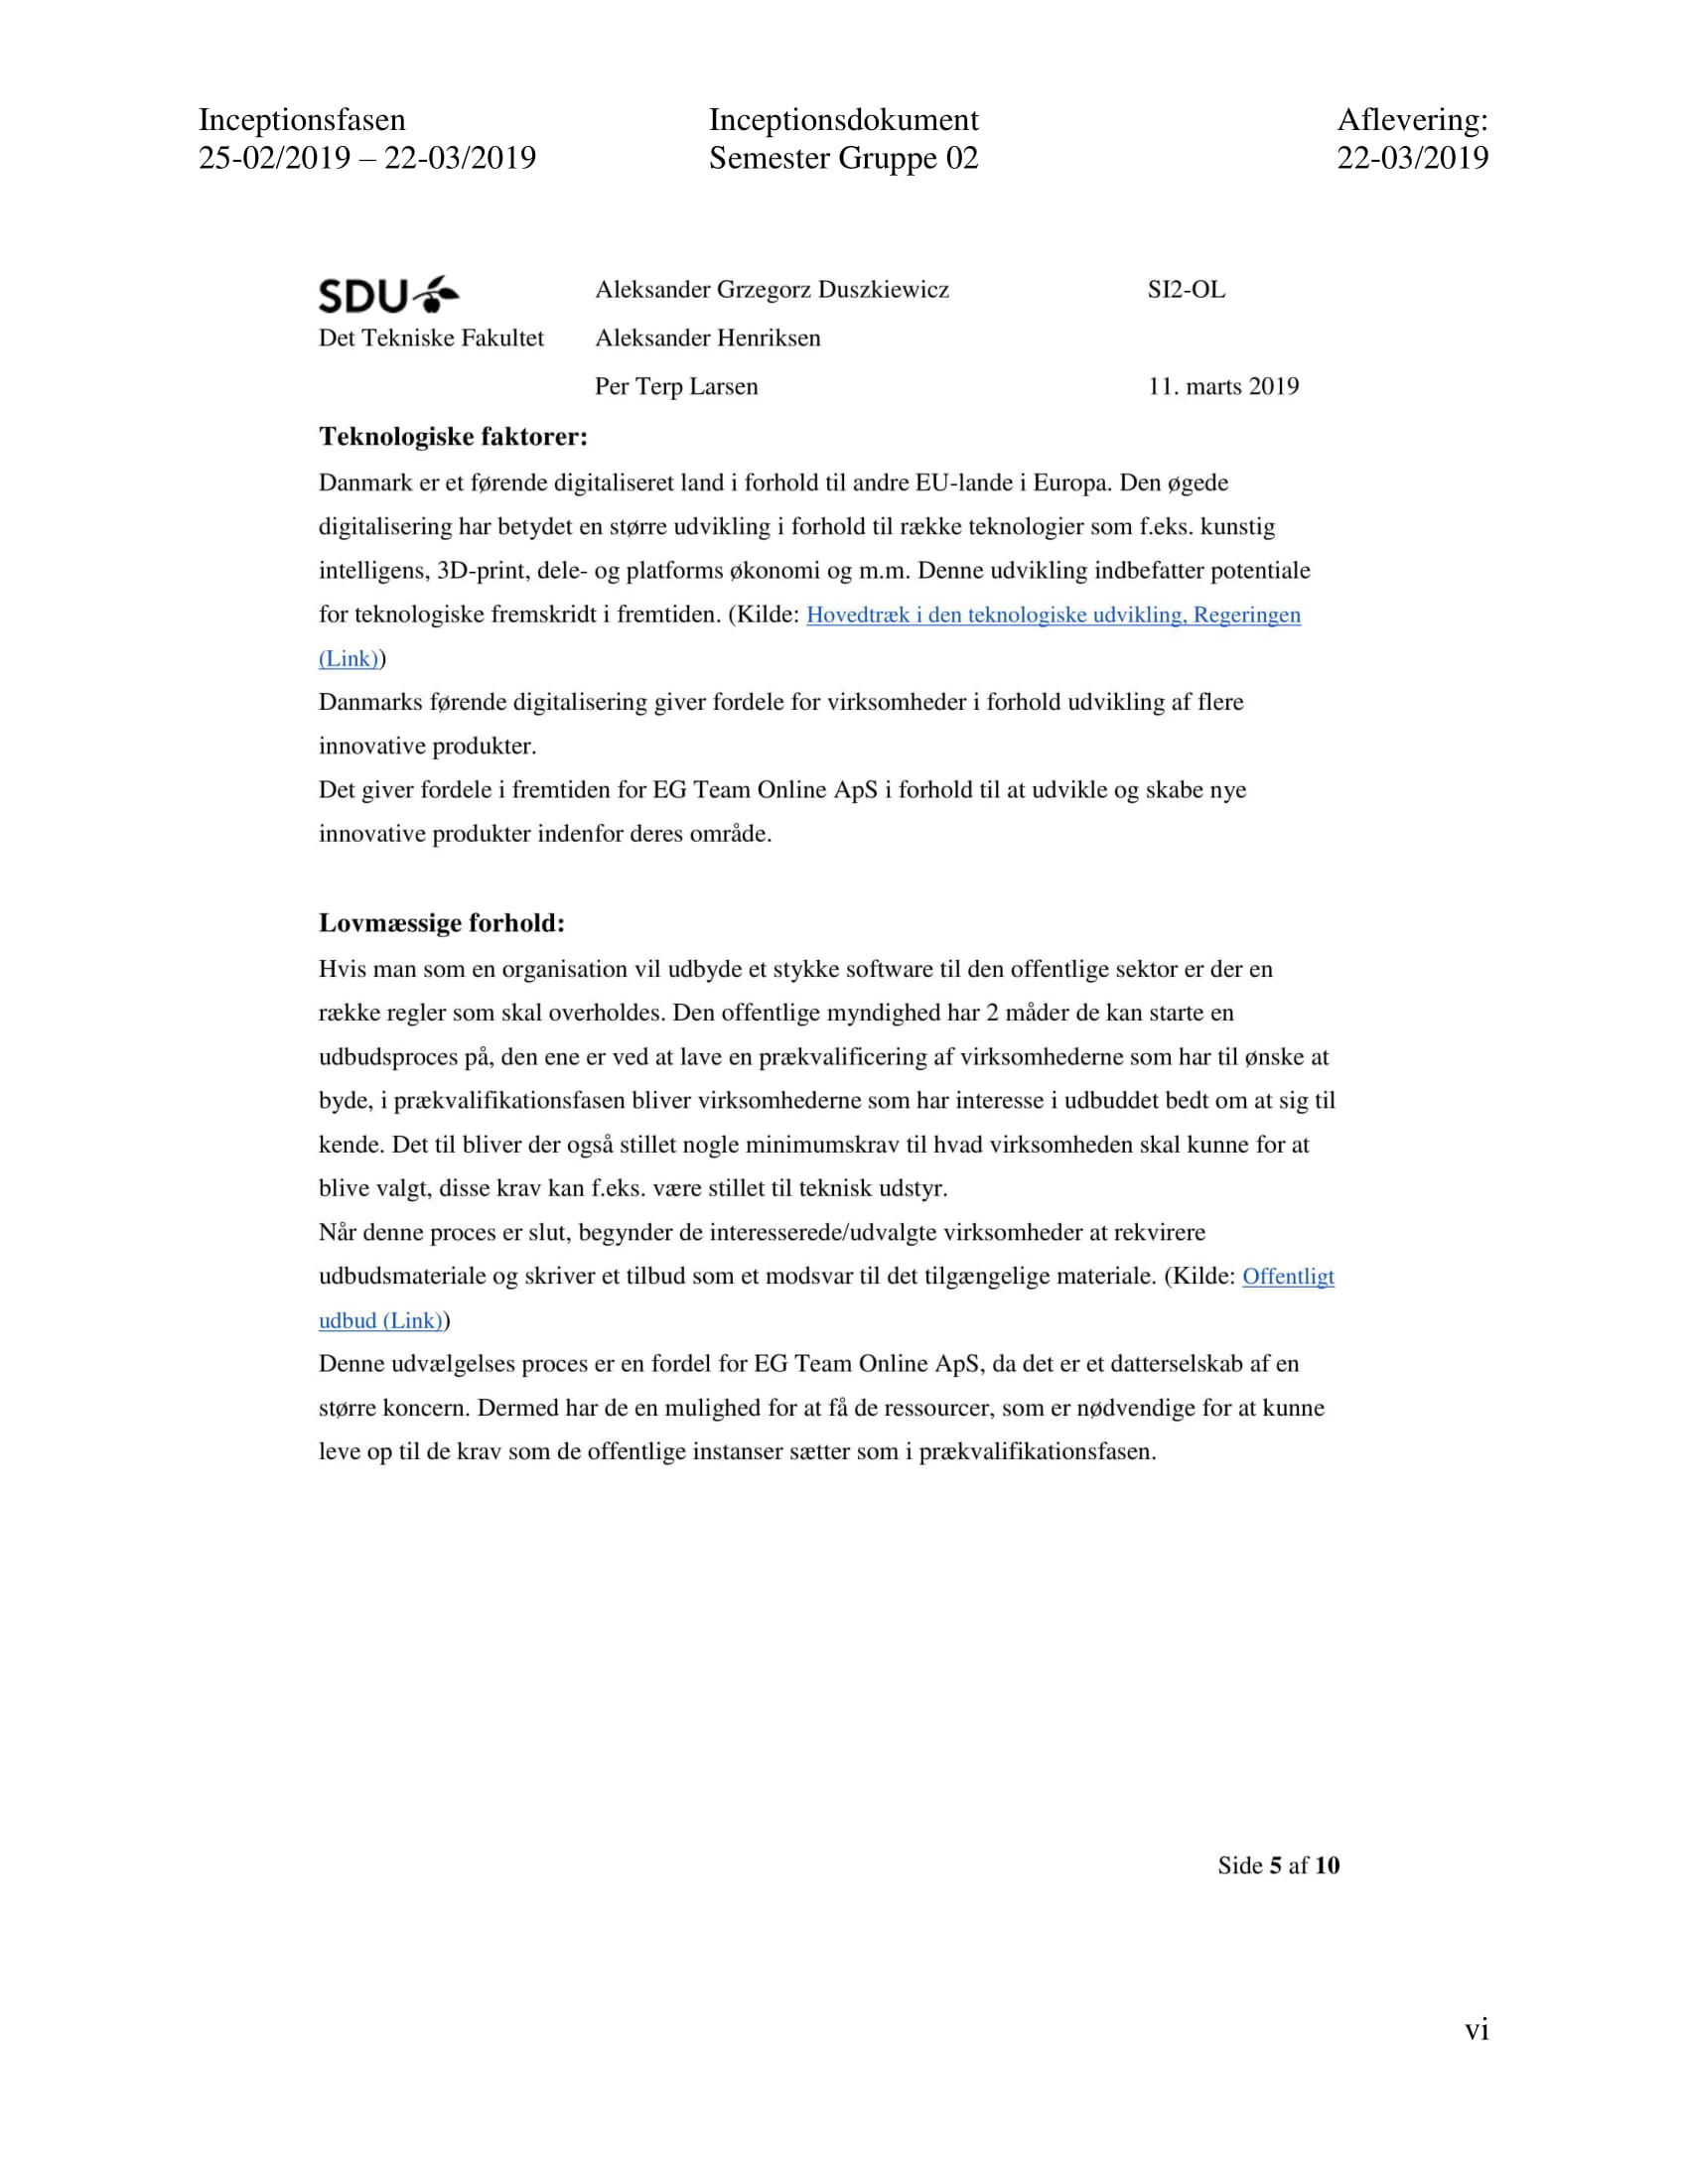 Inceptionsfasen Inceptionsdokument Aflevering:
25-02/2019 – 22-03/2019 Semester Gruppe 02 22-03/2019
SDU Aleksander Grzegorz Duszkiewicz SI2-OL
Det Tekniske Fakultet Aleksander Henriksen
Per Terp Larsen 11. marts 2019
Teknologiske faktorer:
Danmark er et førende digitaliseret land i forhold til andre EU-lande i Europa. Den øgede
digitalisering har betydet en større udvikling i forhold til række teknologier som f.eks. kunstig
intelligens, 3D-print, dele- og platforms økonomi og m.m. Denne udvikling indbefatter potentiale
for teknologiske fremskridt i fremtiden. (Kilde: Hovedtræk i den teknologiske udvikling, Regeringen
(Link))
Danmarks førende digitalisering giver fordele for virksomheder i forhold udvikling af flere
innovative produkter.
Det giver fordele i fremtiden for EG Team Online ApS i forhold til at udvikle og skabe nye
innovative produkter indenfor deres område.
Lovmæssige forhold:
Hvis man som en organisation vil udbyde et stykke software til den offentlige sektor er der en
række regler som skal overholdes. Den offentlige myndighed har 2 måder de kan starte en
udbudsproces på, den ene er ved at lave en prækvalificering af virksomhederne som har til ønske at
byde, i prækvalifikationsfasen bliver virksomhederne som har interesse i udbuddet bedt om at sig til
kende. Det til bliver der også stillet nogle minimumskrav til hvad virksomheden skal kunne for at
blive valgt, disse krav kan f.eks. være stillet til teknisk udstyr.
Når denne proces er slut, begynder de interesserede/udvalgte virksomheder at rekvirere
udbudsmateriale og skriver et tilbud som et modsvar til det tilgængelige materiale. (Kilde: Offentligt
udbud (Link))
Denne udvælgelses proces er en fordel for EG Team Online ApS, da det er et datterselskab af en
større koncern. Dermed har de en mulighed for at få de ressourcer, som er nødvendige for at kunne
leve op til de krav som de offentlige instanser sætter som i prækvalifikationsfasen.
Side 5 af 10
vi